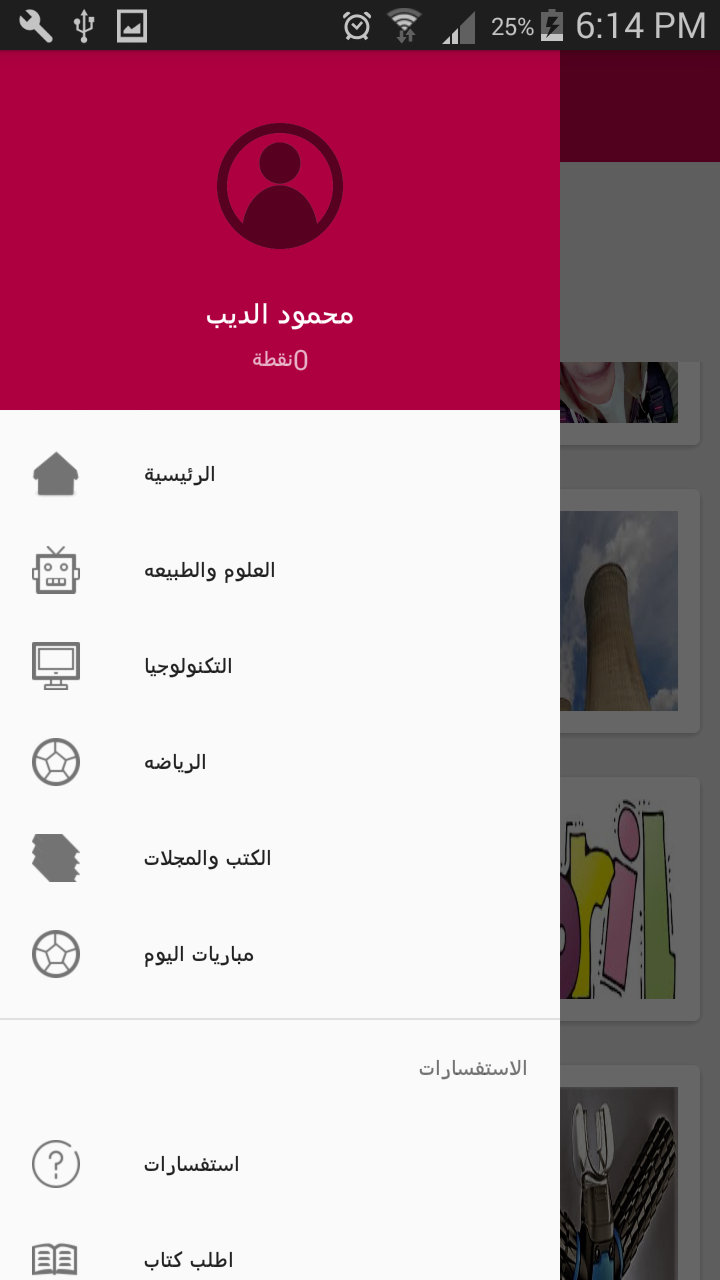 25% 6:14 PM
محمود الديب
0نقطة
الرئيسية
العلوم والطبيعه
التكنولوجيا
الرياضه
الكتب والمجلات
مباريات اليوم
الاستفسارات
استفسارات
اطلب كتاب
ril